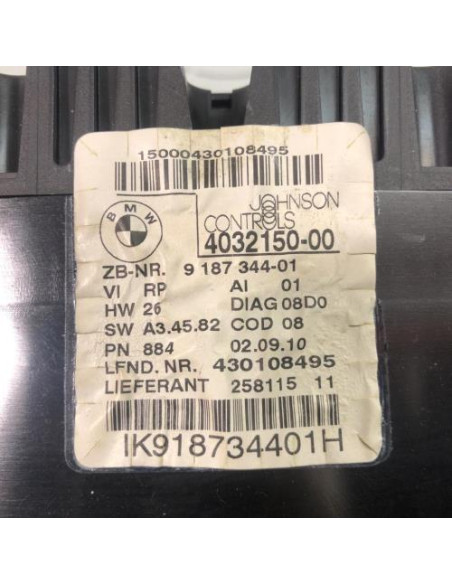 15000430108495
BMW
JOHNSON
CONTROLS
4032150-00
ZB-NR. 9 187 344-01
VI RP AI 01
HW 26 DIAG 08D0
SW A3.45.82 COD 08
PN 884 02.09.10
LFND. NR. 430108495
LIEFERANT 258115 11
IK918734401H